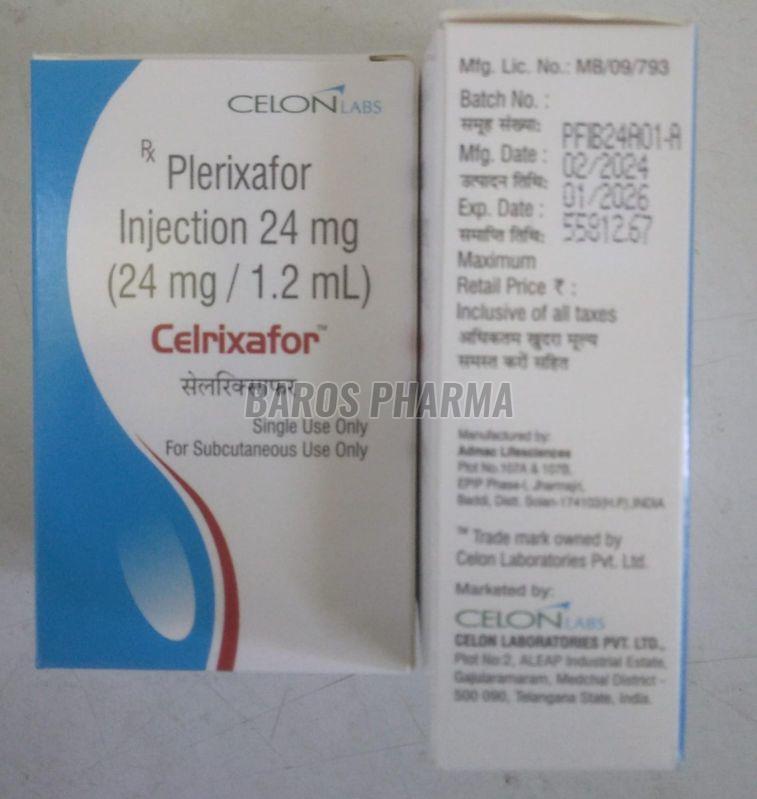 CELON LABS
Rx Plerixafor
Injection 24 mg
(24 mg / 1.2 mL)
Celrixafor™
सेलरिक्साफर
BAROS PHARMA
Single Use Only
For Subcutaneous Use Only
Mfg. Lic. No.: MB/09/793
Batch No. :
समूह संख्या: PFIB24A01-A
Mfg. Date : 02/2024
उत्पादन तिथि: 01/2026
Exp. Date : 55812.67
समाप्ति तिथि:
Maximum
Retail Price ₹ :
Inclusive of all taxes
अधिकतम खुदरा मूल्य
समस्त करों सहित
Manufactured by:
Admac Lifesciences
Plot No.107A & 107B,
EPIP Phase-I, Jharmajri,
Baddi, Distt. Solan-174103(H.P.),INDIA
™ Trade mark owned by
Celon Laboratories Pvt. Ltd.
Marketed by:
CELON LABS
CELON LABORATORIES PVT. LTD.,
Plot No:2, ALEAP Industrial Estate,
Gajularamaram, Medchal District -
500 090, Telangana State, India.